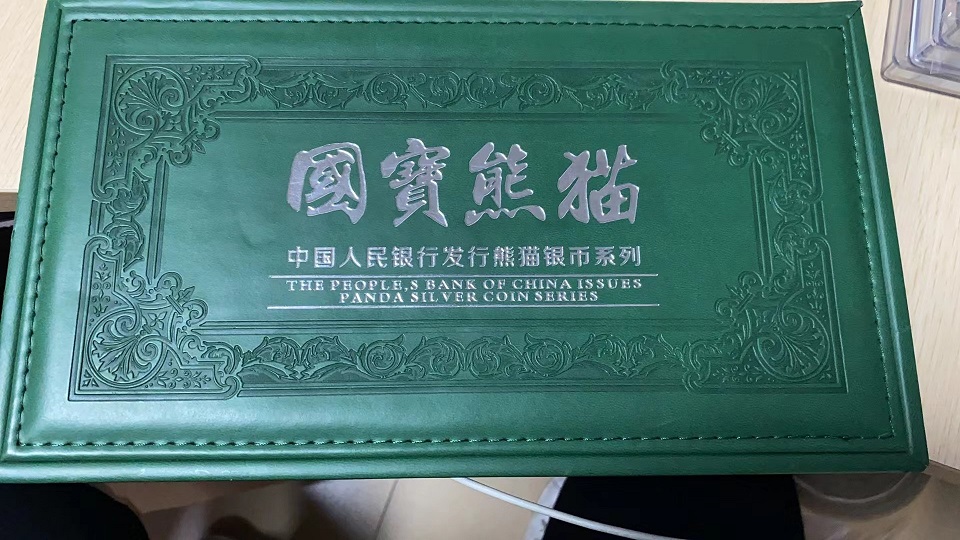 國寶熊猫
中国人民银行发行熊猫银币系列
THE PEOPLE,S BANK OF CHINA ISSUES
PANDA SILVER COIN SERIES